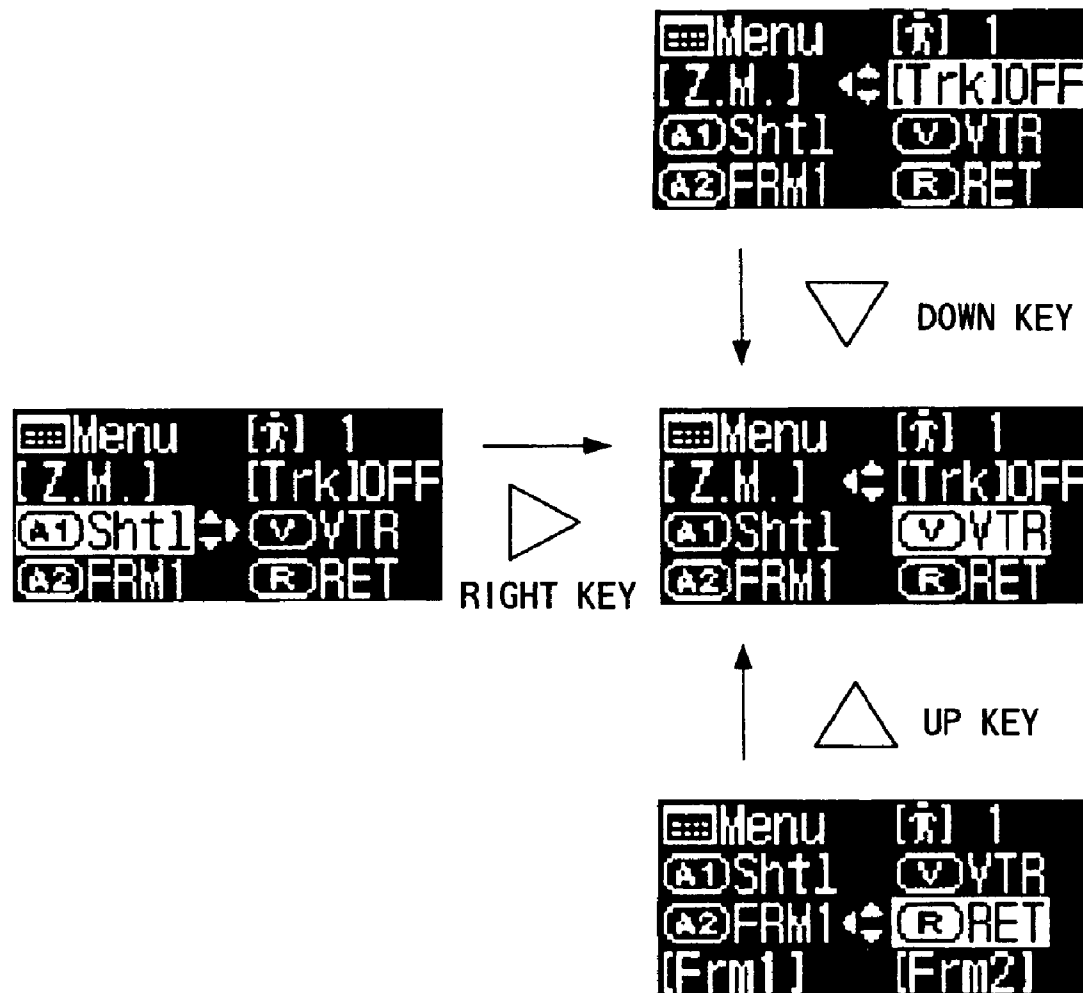 Menu [🚹] 1
[Z.M.] [Trk]OFF
A1 Shtl V VTR
A2 FRM1 R RET
DOWN KEY
Menu [🚹] 1
[Z.M.] [Trk]OFF
A1 Shtl V VTR
A2 FRM1 R RET
RIGHT KEY
Menu [🚹] 1
[Z.M.] [Trk]OFF
A1 Shtl V VTR
A2 FRM1 R RET
UP KEY
Menu [🚹] 1
A1 Shtl V VTR
A2 FRM1 R RET
[Frm1] [Frm2]